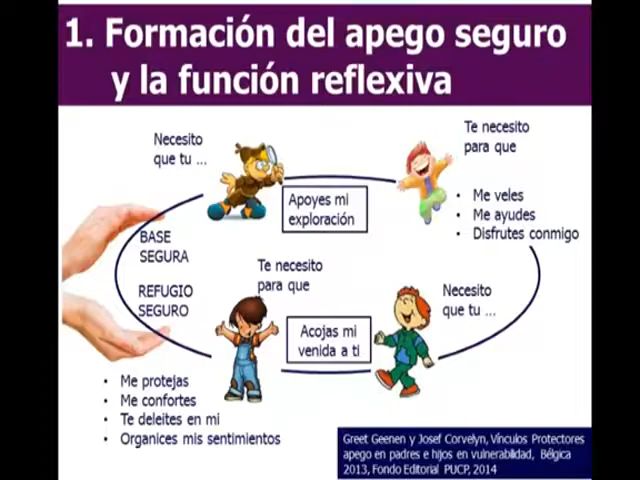 1. Formación del apego seguro
y la función reflexiva
Necesito
que tu ...
Te necesito
para que
Apoyes mi
exploración
• Me veles
• Me ayudes
• Disfrutes conmigo
BASE
SEGURA
REFUGIO
SEGURO
Te necesito
para que
Necesito
que tu ...
Acojas mi
venida a ti
• Me protejas
• Me confortes
• Te deleites en mi
• Organices mis sentimientos
Greet Geenen y Josef Corvelyn, Vínculos Protectores
apego en padres e hijos en vulnerabilidad, Bélgica
2013, Fondo Editorial PUCP, 2014